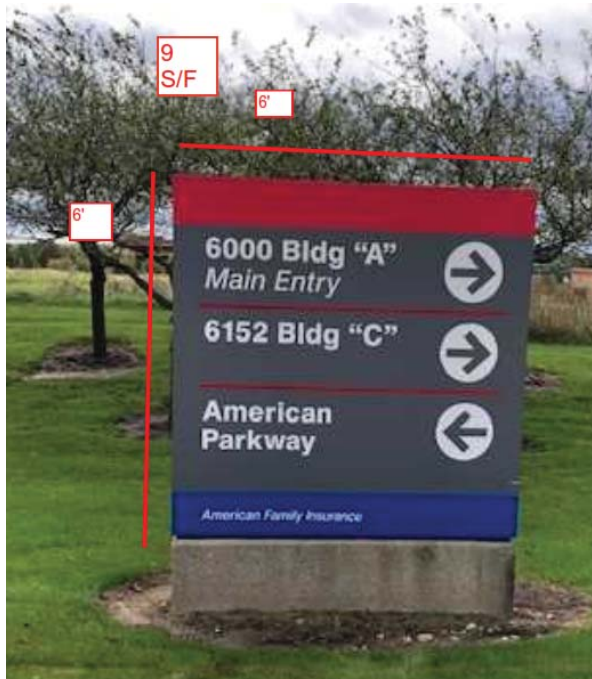 9
S/F
6'
6'
6000 Bldg “A”
Main Entry
6152 Bldg “C”
American
Parkway
American Family Insurance